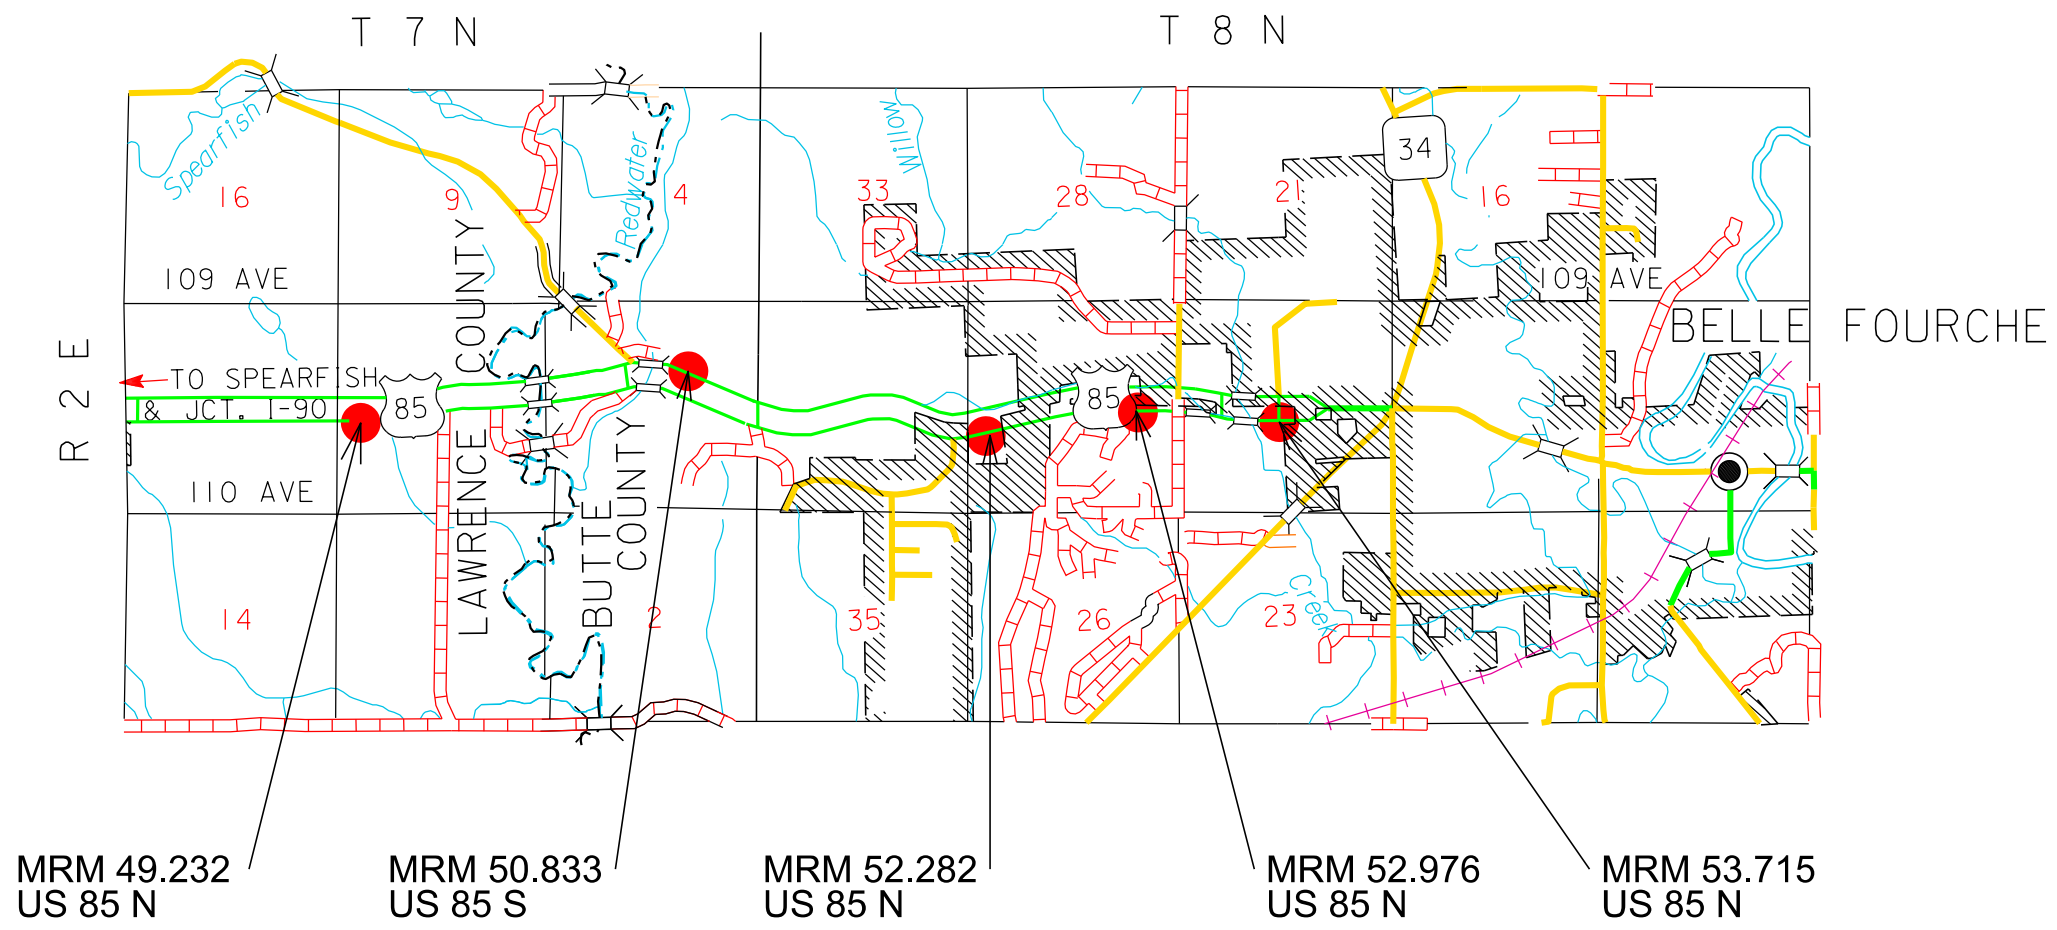 T 7 N
T 8 N
Spearfish
Redwater
Willow
34
16
9
4
33
28
21
16
109 AVE
LAWRENCE COUNTY
109 AVE
BELLE FOURCHE
R 2 E
TO SPEARFISH
& JCT. I-90
85
85
110 AVE
BUTTE COUNTY
14
2
35
26
23
Creek
MRM 49.232
US 85 N
MRM 50.833
US 85 S
MRM 52.282
US 85 N
MRM 52.976
US 85 N
MRM 53.715
US 85 N